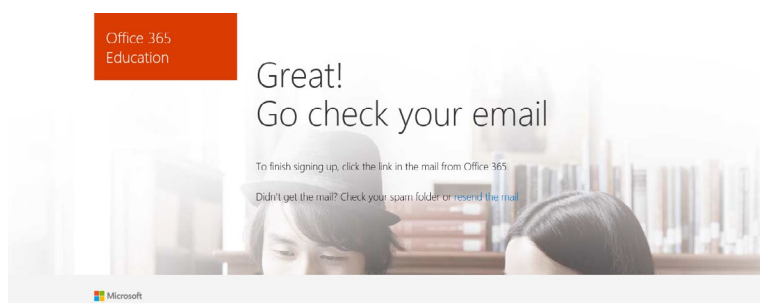 Office 365
Education
Great!
Go check your email
To finish signing up, click the link in the mail from Office 365
Didn't get the mail? Check your spam folder or resend the mail
Microsoft